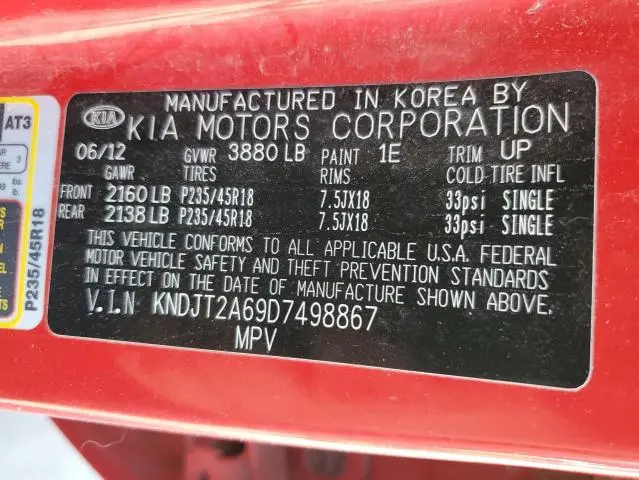 MANUFACTURED IN KOREA BY
KIA KIA MOTORS CORPORATION
06/12 GVWR 3880 LB PAINT 1E TRIM UP
GAWR TIRES RIMS COLD TIRE INFL
FRONT 2160 LB P235/45R18 7.5JX18 33psi SINGLE
REAR 2138 LB P235/45R18 7.5JX18 33psi SINGLE
THIS VEHICLE CONFORMS TO ALL APPLICABLE U.S.A. FEDERAL
MOTOR VEHICLE SAFETY AND THEFT PREVENTION STANDARDS
IN EFFECT ON THE DATE OF MANUFACTURE SHOWN ABOVE.
V.I.N KNDJT2A69D7498867
MPV
AT3
3
lbs.
lb.
P235/45R18